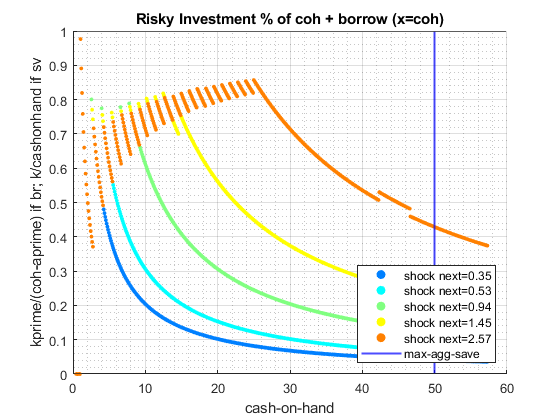 Risky Investment % of coh + borrow (x=coh)
kprime/(coh-aprime) if br; k/cashonhand if sv
1
0.9
0.8
0.7
0.6
0.5
0.4
0.3
0.2
0.1
0
0 10 20 30 40 50 60
cash-on-hand
shock next=0.35
shock next=0.53
shock next=0.94
shock next=1.45
shock next=2.57
max-agg-save